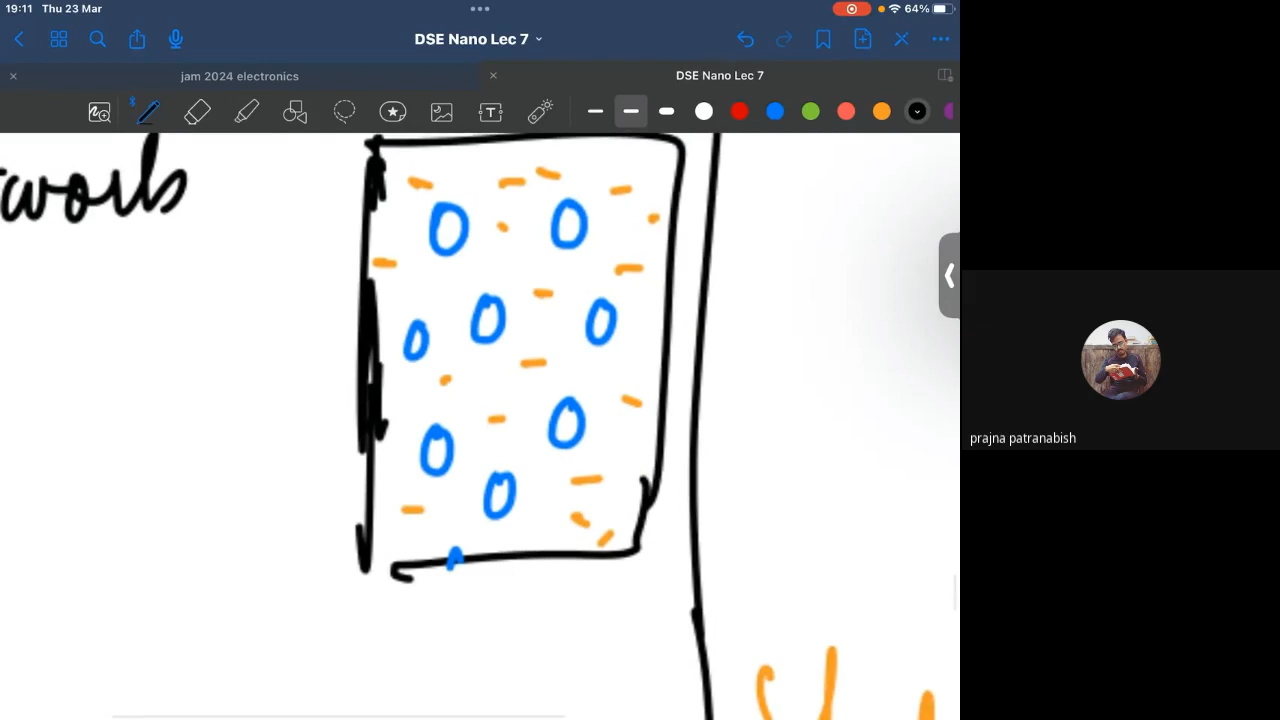 19:11 Thu 23 Mar
64%
DSE Nano Lec 7
jam 2024 electronics
DSE Nano Lec 7
prajna patranabish